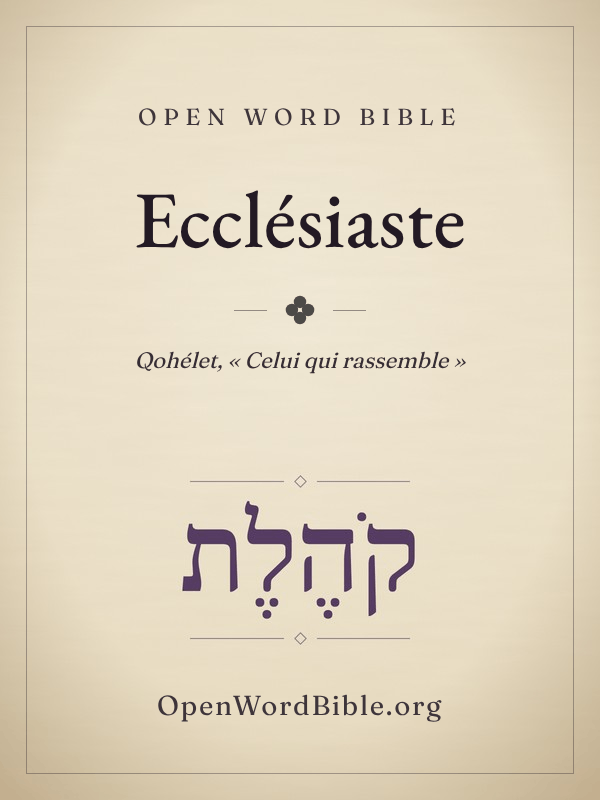 OPEN WORD BIBLE
Ecclésiaste
Qohélet, « Celui qui rassemble »
קֹהֶלֶת
OpenWordBible.org